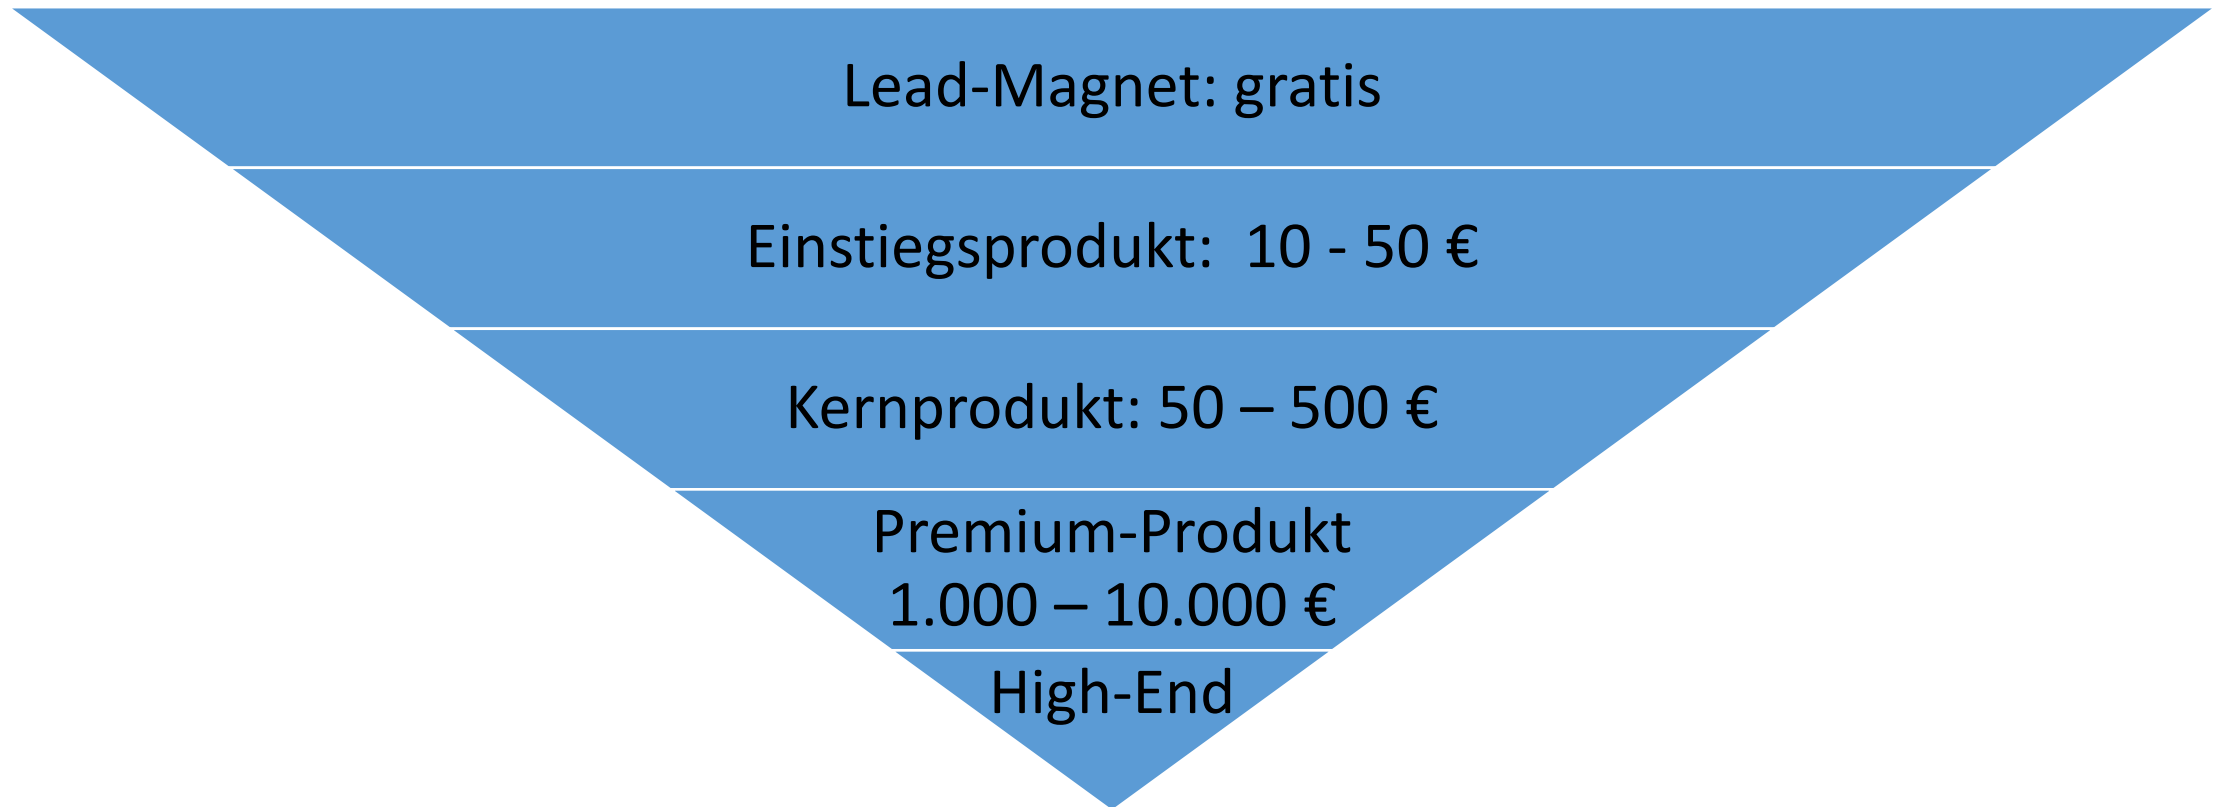 Lead-Magnet: gratis
Einstiegsprodukt:  10 - 50 €
Kernprodukt: 50 – 500 €
Premium-Produkt
1.000 – 10.000 €
High-End